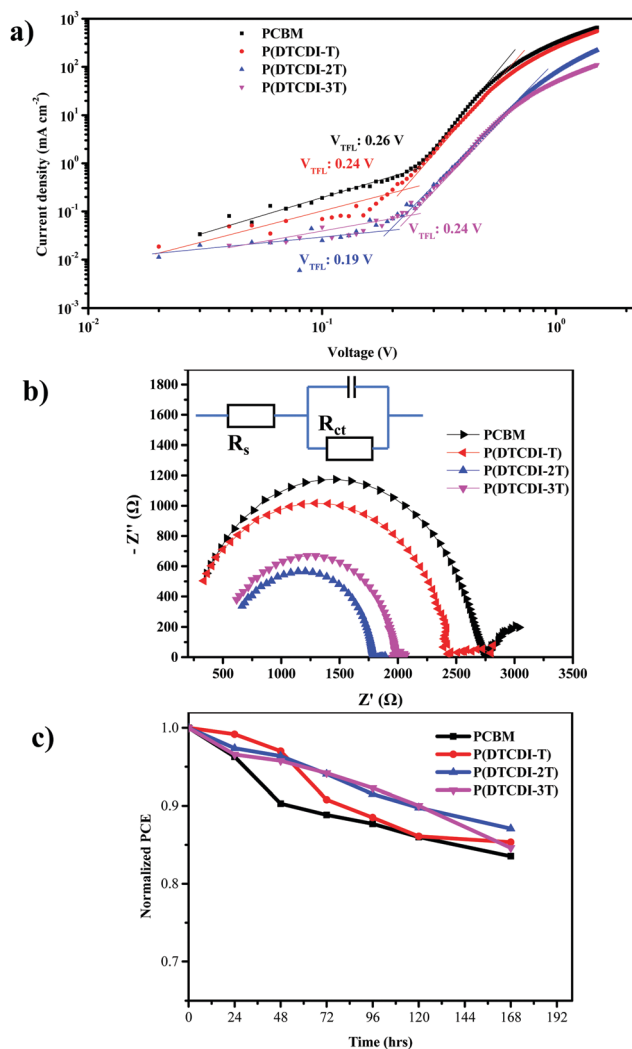 a)
PCBM
P(DTCDI-T)
P(DTCDI-2T)
P(DTCDI-3T)
V_TFL: 0.26 V
V_TFL: 0.24 V
V_TFL: 0.24 V
V_TFL: 0.19 V
Current density (mA cm⁻²)
10³
10²
10¹
10⁰
10⁻¹
10⁻²
10⁻³
10⁻² 10⁻¹ 10⁰
Voltage (V)
b)
R_s
R_ct
PCBM
P(DTCDI-T)
P(DTCDI-2T)
P(DTCDI-3T)
- Z'' (Ω)
1800
1600
1400
1200
1000
800
600
400
200
0
500 1000 1500 2000 2500 3000 3500
Z' (Ω)
c)
PCBM
P(DTCDI-T)
P(DTCDI-2T)
P(DTCDI-3T)
Normalized PCE
1.0
0.9
0.8
0 24 48 72 96 120 144 168 192
Time (hrs)